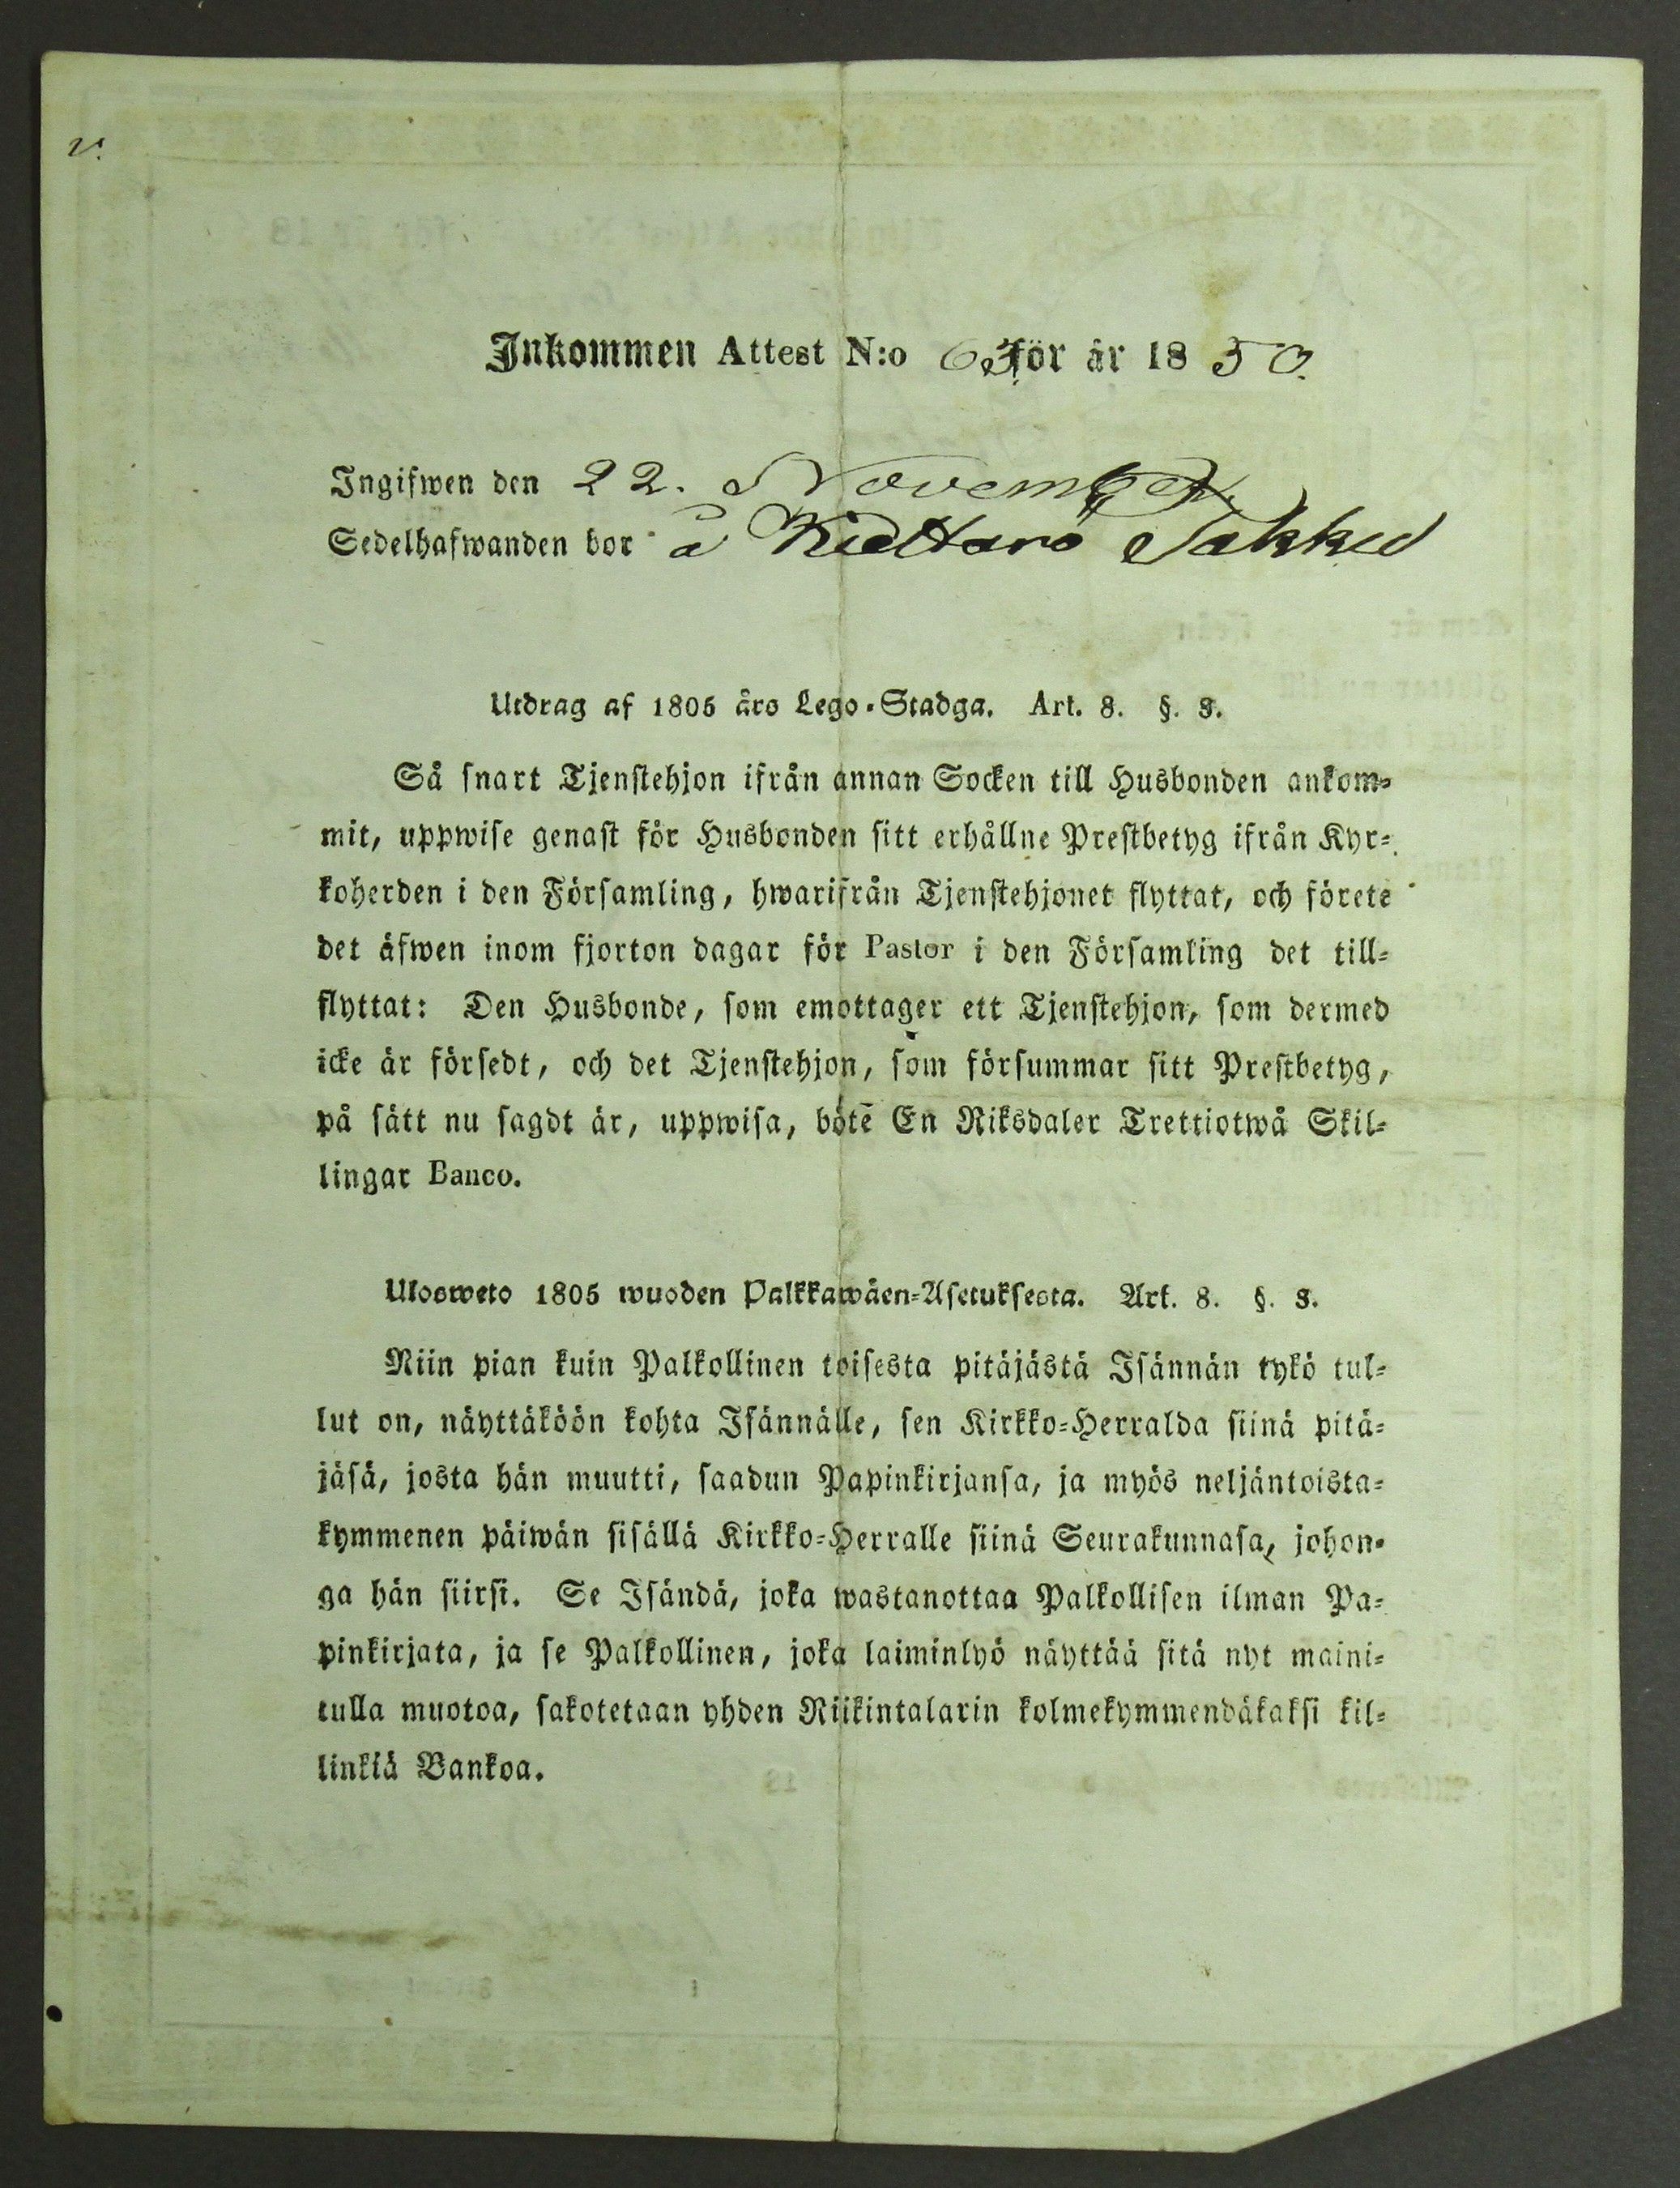 Inkommen Attest N:o 63 för år 1850.
Ingifwen den 22. November
Sedelhafwanden bor å Kuittarö Sakku
Utdrag af 1805 års Lego-Stadga. Art. 8. §. 3.
Så snart Tjenstehjon ifrån annan Socken till Husbonden ankom-
mit, uppwise genast för Husbonden sitt erhållne Prestbetyg ifrån Kyr-
koherden i den Församling, hwarifrån Tjenstehjonet flyttat, och förete
det äfwen inom fjorton dagar för Pastor i den Församling det till-
flyttat: Den Husbonde, som emottager ett Tjenstehjon, som dermed
icke är försedt, och det Tjenstehjon, som försummar sitt Prestbetyg,
på sätt nu sagdt är, uppwisa, böte En Riksdaler Trettiotwå Skil-
lingar Banco.
Ulosweto 1805 wuoden Palkkawäen-Asetuksesta. Art. 8. §. 3.
Niin pian kuin Palkollinen toisesta pitäjästä Isännän tykö tul-
lut on, näyttäköön kohta Isännälle, sen Kirkko-Herralda siinä pitä-
jäsä, josta hän muutti, saadun Papinkirjansa, ja myös neljäntoista-
kymmenen päiwän sisällä Kirkko-Herralle siinä Seurakunnasa, johon-
ga hän siirsi. Se Isändä, joka wastanottaa Palkollisen ilman Pa-
pinkirjata, ja se Palkollinen, joka laiminlyö näyttää sitä nyt maini-
tulla muotoa, sakotetaan yhden Riikintalarin kolmekymmendäkaksi kil-
linkiä Bankoa.